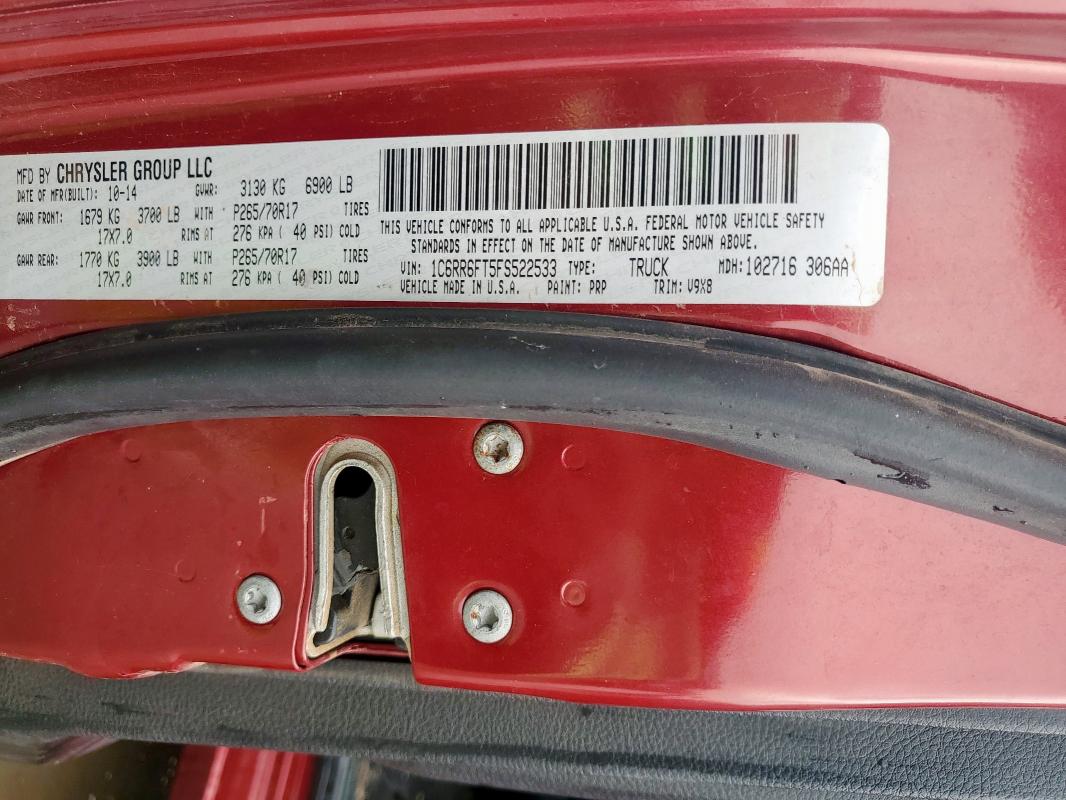 MFD BY CHRYSLER GROUP LLC
DATE OF MFR(BUILT): 10-14 GVWR: 3130 KG 6900 LB
GAWR FRONT: 1679 KG 3700 LB WITH P265/70R17 TIRES
17X7.0 RIMS AT 276 KPA ( 40 PSI) COLD
GAWR REAR: 1770 KG 3900 LB WITH P265/70R17 TIRES
17X7.0 RIMS AT 276 KPA ( 40 PSI) COLD
THIS VEHICLE CONFORMS TO ALL APPLICABLE U.S.A. FEDERAL MOTOR VEHICLE SAFETY
STANDARDS IN EFFECT ON THE DATE OF MANUFACTURE SHOWN ABOVE.
VIN: 1C6RR6FT5FS522533 TYPE: TRUCK MDH:102716 306AA
VEHICLE MADE IN U.S.A. PAINT: PRP TRIM: V9X8